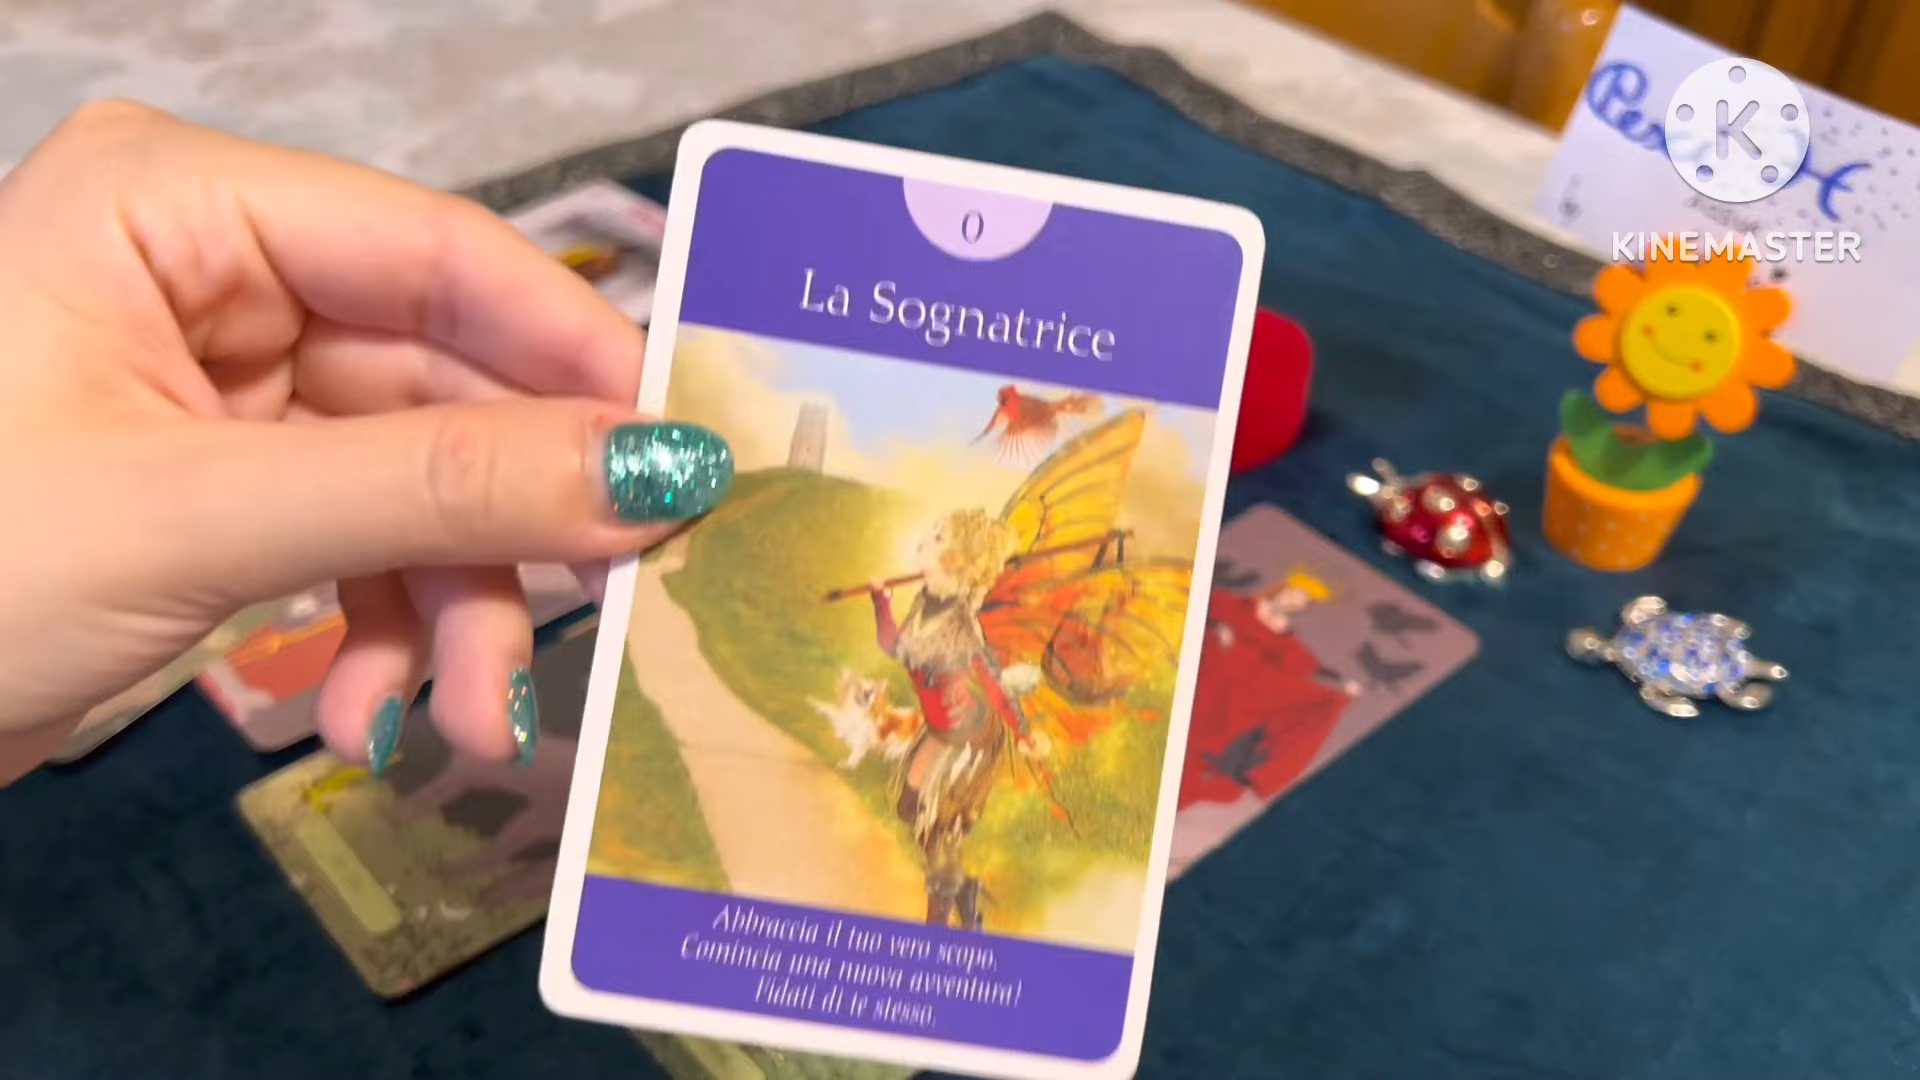 0
La Sognatrice
Abbraccia il tuo vero scopo.
Comincia una nuova avventura!
Fidati di te stesso.
K
KINEMASTER